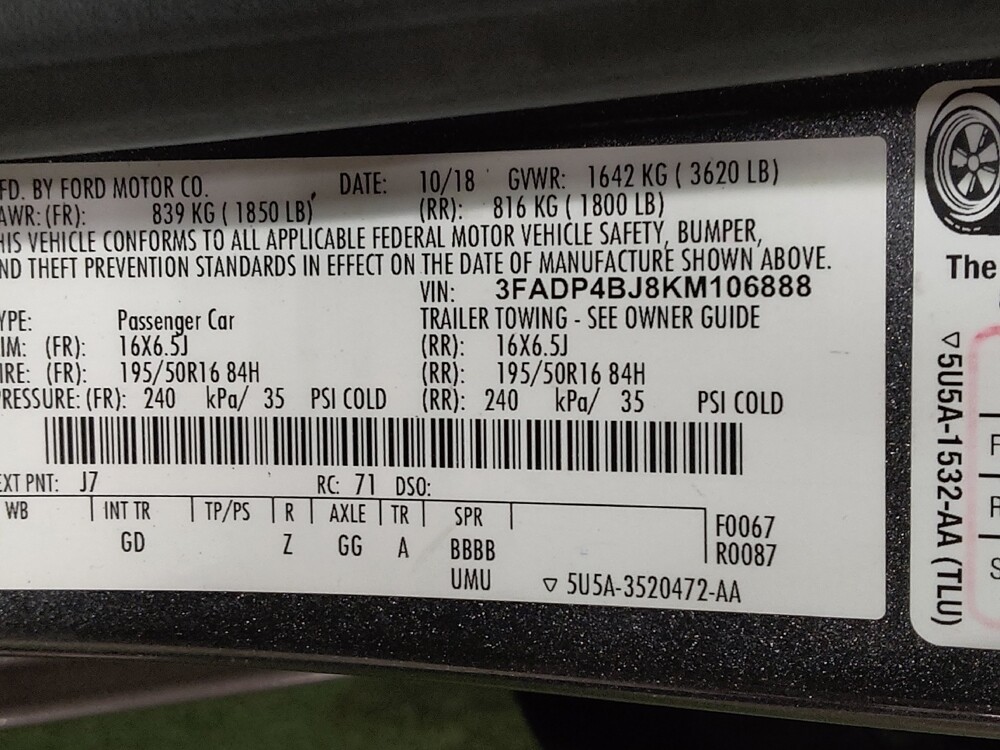 FD. BY FORD MOTOR CO. DATE: 10/18 GVWR: 1642 KG ( 3620 LB)
AWR: (FR): 839 KG ( 1850 LB) (RR): 816 KG ( 1800 LB)
HIS VEHICLE CONFORMS TO ALL APPLICABLE FEDERAL MOTOR VEHICLE SAFETY, BUMPER,
ND THEFT PREVENTION STANDARDS IN EFFECT ON THE DATE OF MANUFACTURE SHOWN ABOVE.
VIN: 3FADP4BJ8KM106888
YPE: Passenger Car TRAILER TOWING - SEE OWNER GUIDE
IM: (FR): 16X6.5J (RR): 16X6.5J
IRE: (FR): 195/50R16 84H (RR): 195/50R16 84H
RESSURE: (FR): 240 kPa/ 35 PSI COLD (RR): 240 kPa/ 35 PSI COLD
EXT PNT: J7 RC: 71 DSO:
WB INT TR TP/PS R AXLE TR SPR
GD Z GG A BBBB
UMU
F0067
R0087
▽ 5U5A-3520472-AA
The
▽5U5A-1532-AA (TLU)
F
R
S